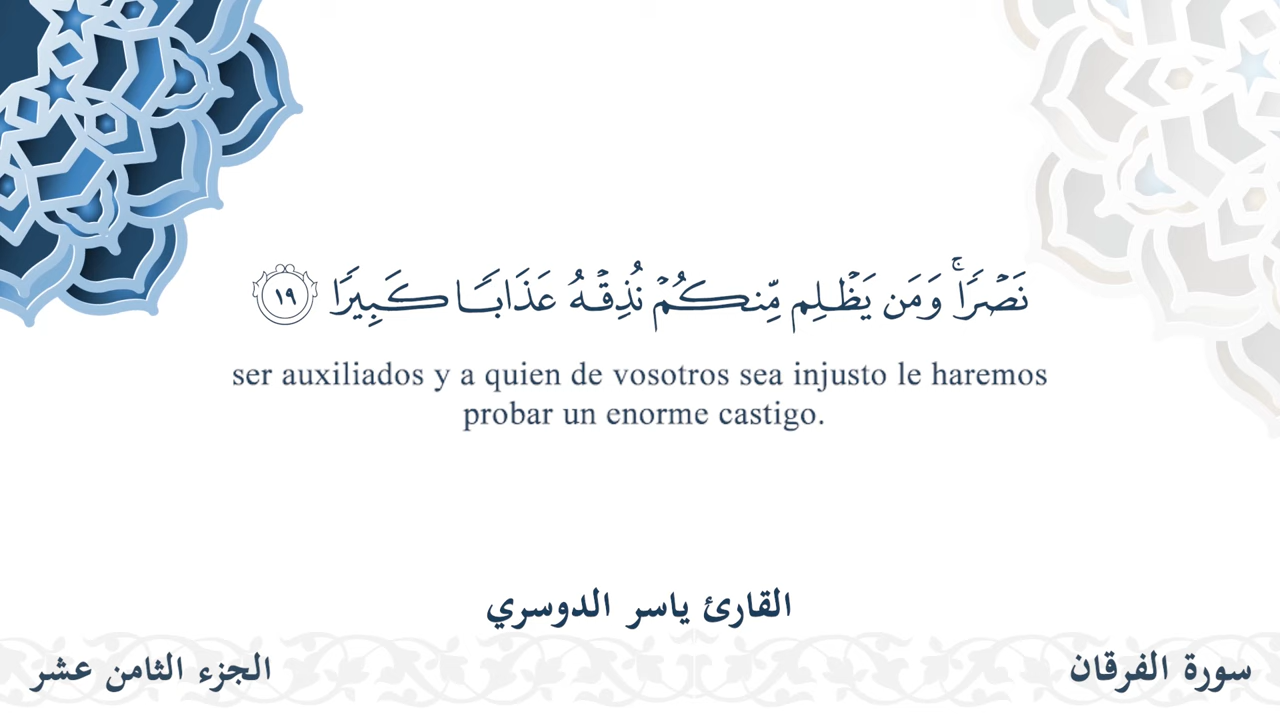 نَصْرًا ۚ وَمَن يَظْلِم مِّنكُمْ نُذِقْهُ عَذَابًا كَبِيرًا ١٩
ser auxiliados y a quien de vosotros sea injusto le haremos
probar un enorme castigo.
القارئ ياسر الدوسري
سورة الفرقان
الجزء الثامن عشر